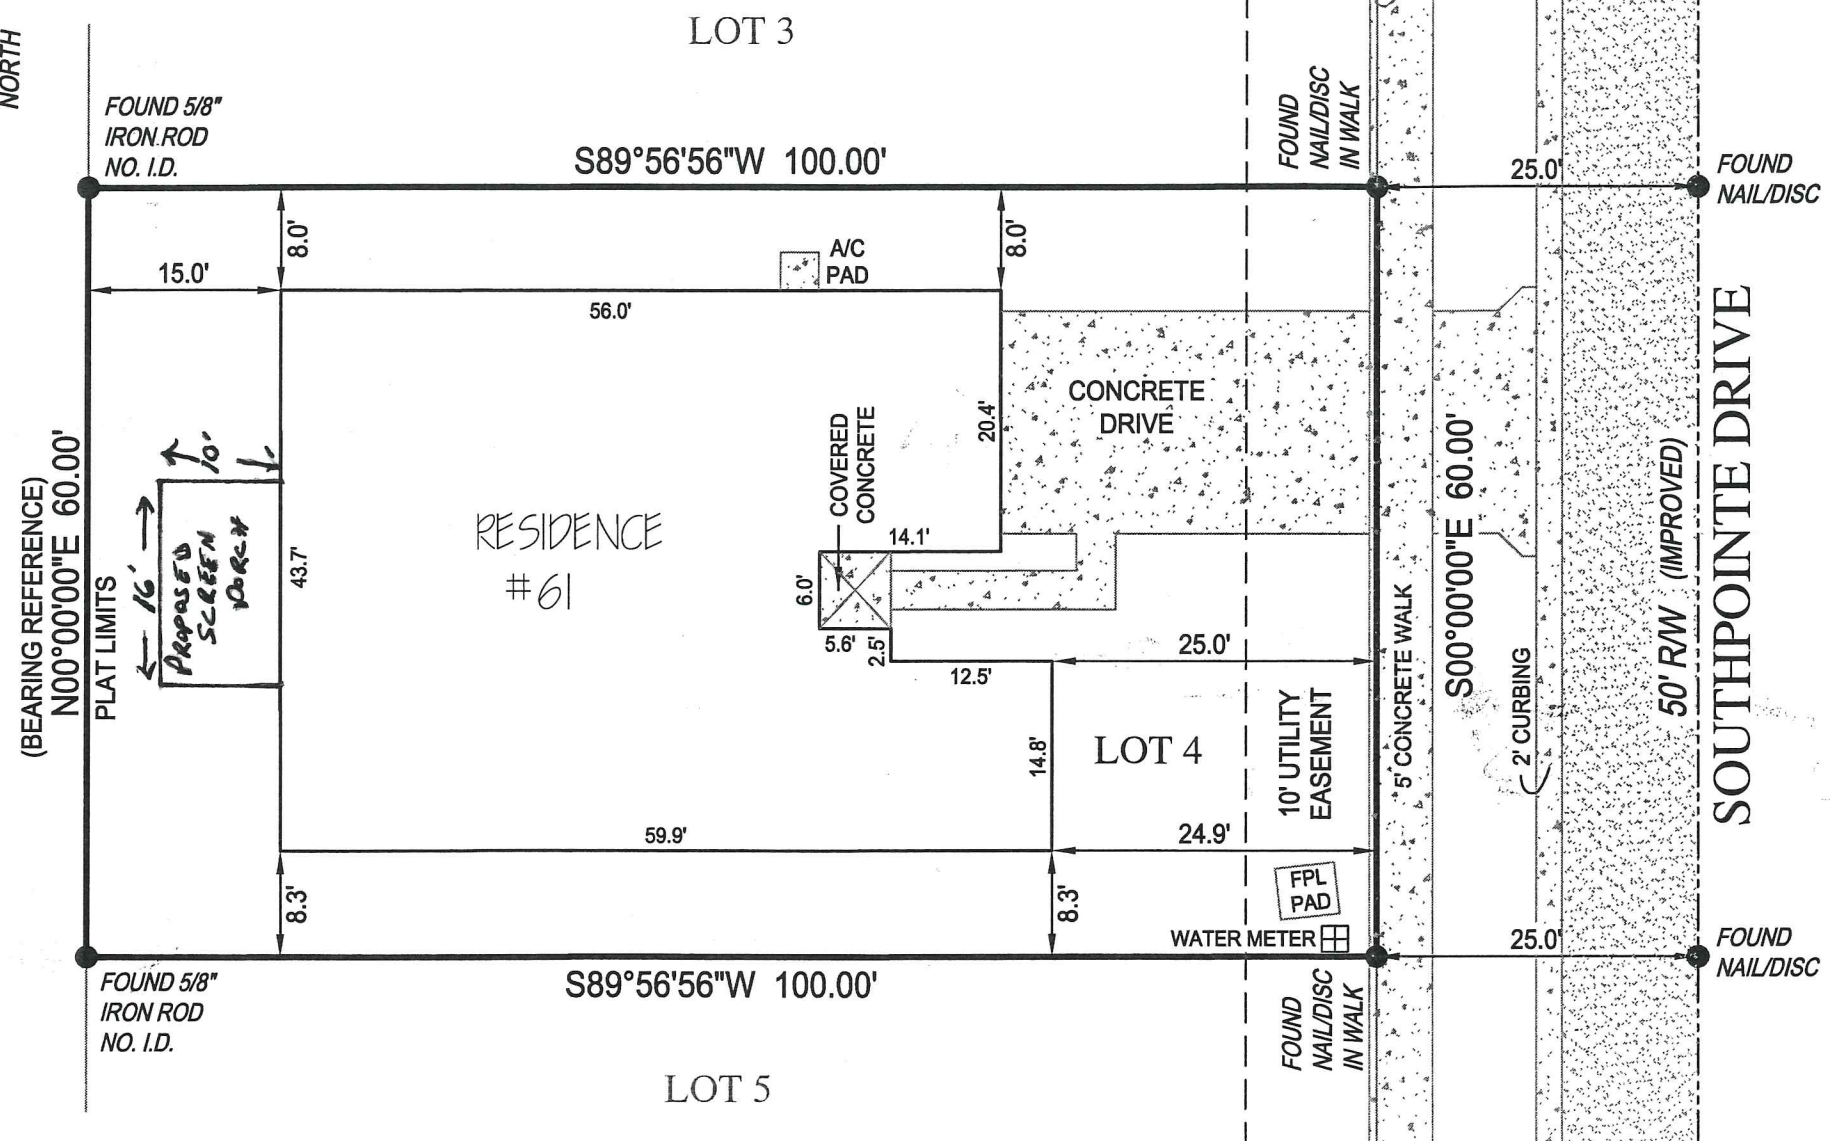 NORTH
LOT 3
FOUND 5/8"
IRON ROD
NO. I.D.
S89°56'56"W 100.00'
FOUND
NAIL/DISC
IN WALK
25.0'
FOUND
NAIL/DISC
8.0'
8.0'
A/C
PAD
15.0'
56.0'
CONCRETE
DRIVE
20.4'
COVERED
CONCRETE
10'
16'
PROPOSED
SCREEN
PORCH
(BEARING REFERENCE)
N00°00'00"E 60.00'
PLAT LIMITS
43.7'
RESIDENCE
#61
14.1'
6.0'
5.6'
2.5'
12.5'
25.0'
14.8'
LOT 4
10' UTILITY
EASEMENT
5' CONCRETE WALK
S00°00'00"E 60.00'
2' CURBING
50' R/W (IMPROVED)
SOUTHPOINTE DRIVE
59.9'
24.9'
8.3'
8.3'
FPL
PAD
WATER METER
25.0'
FOUND
NAIL/DISC
FOUND 5/8"
IRON ROD
NO. I.D.
S89°56'56"W 100.00'
FOUND
NAIL/DISC
IN WALK
LOT 5